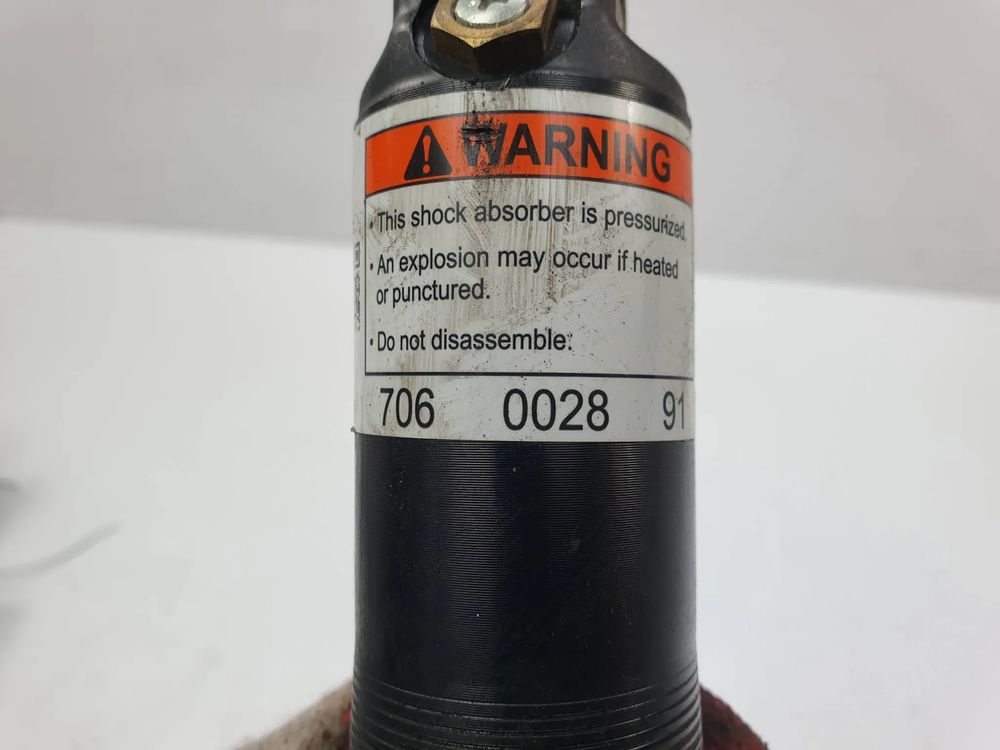 WARNING
• This shock absorber is pressurized.
• An explosion may occur if heated
or punctured.
• Do not disassemble.
706 0028 91